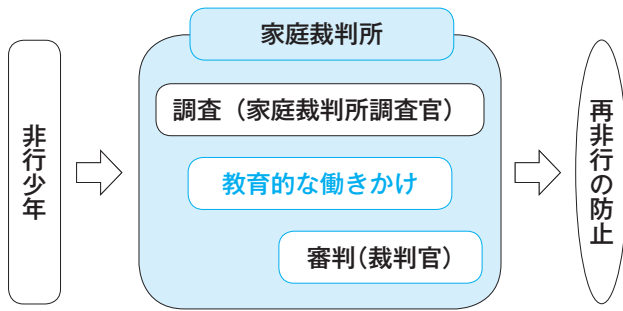 家庭裁判所
非行少年
調査（家庭裁判所調査官）
教育的な働きかけ
審判（裁判官）
再非行の防止